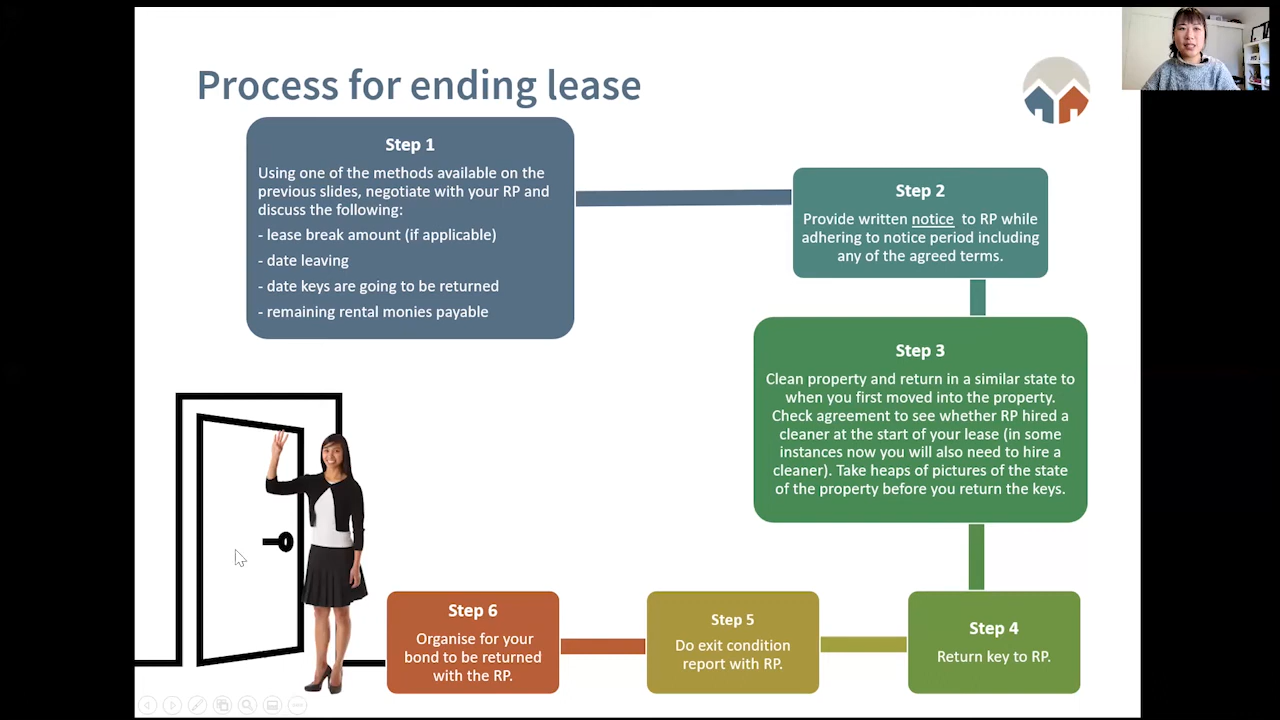 Process for ending lease
Step 1
Using one of the methods available on the
previous slides, negotiate with your RP and
discuss the following:
- lease break amount (if applicable)
- date leaving
- date keys are going to be returned
- remaining rental monies payable
Step 2
Provide written notice to RP while
adhering to notice period including
any of the agreed terms.
Step 3
Clean property and return in a similar state to
when you first moved into the property.
Check agreement to see whether RP hired a
cleaner at the start of your lease (in some
instances now you will also need to hire a
cleaner). Take heaps of pictures of the state
of the property before you return the keys.
Step 4
Return key to RP.
Step 5
Do exit condition
report with RP.
Step 6
Organise for your
bond to be returned
with the RP.